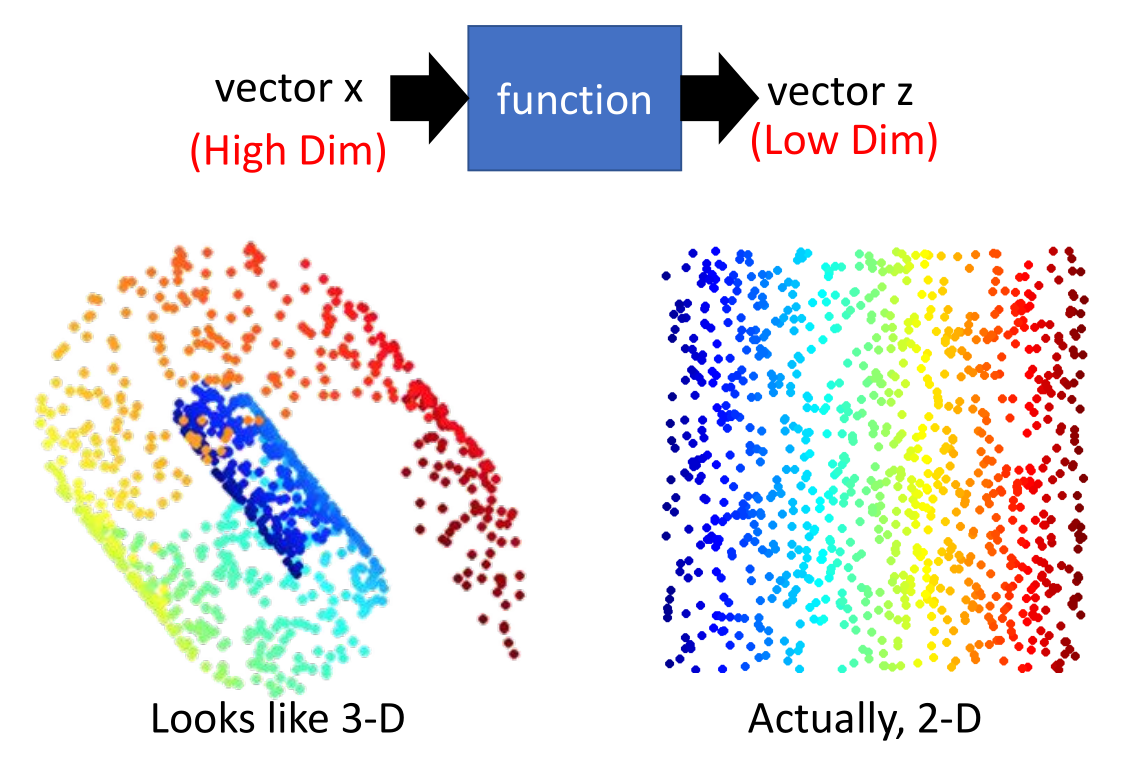 vector x
(High Dim)
function
vector z
(Low Dim)
Looks like 3-D
Actually, 2-D